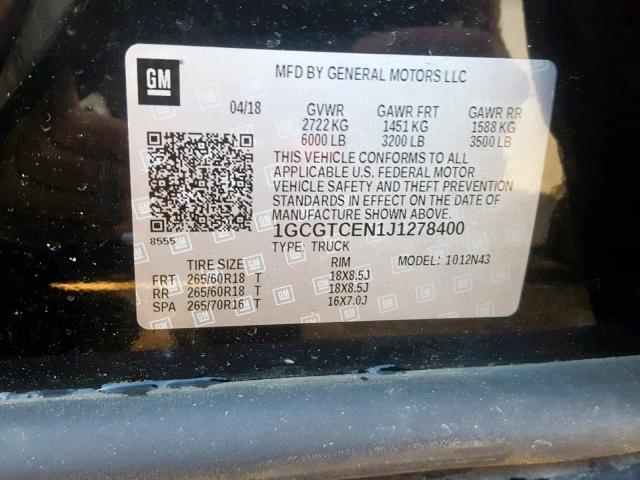 GM
MFD BY GENERAL MOTORS LLC
04/18 GVWR GAWR FRT GAWR RR
2722 KG 1451 KG 1588 KG
6000 LB 3200 LB 3500 LB
THIS VEHICLE CONFORMS TO ALL
APPLICABLE U.S. FEDERAL MOTOR
VEHICLE SAFETY AND THEFT PREVENTION
STANDARDS IN EFFECT ON THE DATE OF
MANUFACTURE SHOWN ABOVE.
8555 1GCGTCEN1J1278400
TYPE: TRUCK MODEL: 1012N43
TIRE SIZE RIM
FRT 265/60R18 T 18X8.5J
RR 265/60R18 T 18X8.5J
SPA 265/70R16 T 16X7.0J